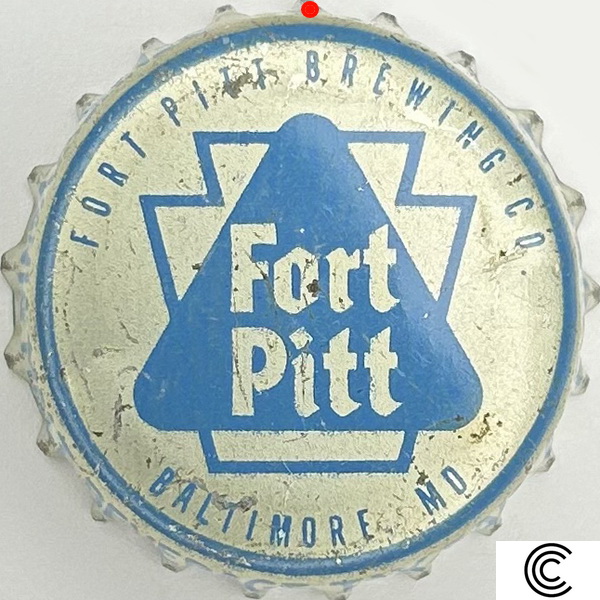 FORT PITT BREWING CO
Fort
Pitt
BALTIMORE, MD